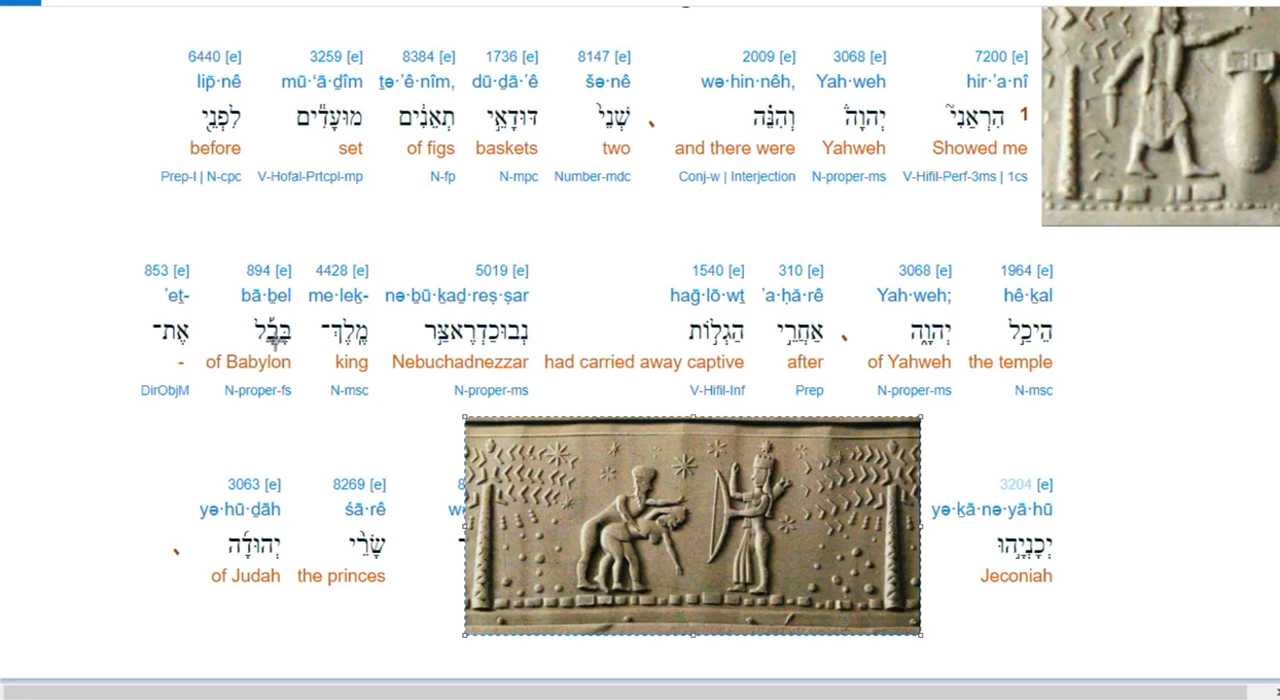 7200 [e] 3068 [e] 2009 [e] 8147 [e] 1736 [e] 8384 [e] 3259 [e] 6440 [e]
hir·’a·nî Yah·weh wə·hin·nêh, šə·nê dū·ḏā·’ê tə·’ê·nîm, mū·‘ā·ḏîm lip̄·nê
1 הִרְאַנִי֮ יְהוָה֒ וְהִנֵּ֗ה 、 שְׁנֵי֙ דּוּדָאֵ֣י תְאֵנִ֔ים מוּעָדִ֕ים לִפְנֵ֖י
Showed me Yahweh and there were two baskets of figs set before
V-Hifil-Perf-3ms | 1cs N-proper-ms Conj-w | Interjection Number-mdc N-mpc N-fp V-Hofal-Prtcpl-mp Prep-l | N-cpc
1964 [e] 3068 [e] 310 [e] 1540 [e] 5019 [e] 4428 [e] 894 [e] 853 [e]
hê·ḵal Yah·weh; ’a·ḥă·rê haḡ·lō·wṯ nə·ḇū·ḵaḏ·reṣ·ṣar me·leḵ- bā·ḇel ’eṯ-
הֵיכַ֣ל יְהוָ֑ה 、 אַחֲרֵ֣י הַגְל֣וֹת נְבוּכַדְרֶאצַּ֣ר מֶֽלֶךְ־ בָּבֶ֡ל אֶת־
the temple of Yahweh after had carried away captive Nebuchadnezzar king of Babylon -
N-msc N-proper-ms Prep V-Hifil-Inf N-proper-ms N-msc N-proper-fs DirObjM
3204 [e] 8269 [e] 3063 [e]
yə·ḵā·nə·yā·hū śā·rê yə·hū·ḏāh
יְכָנְיָ֣הוּ שָׂרֵ֨י יְהוּדָ֜ה 、
Jeconiah the princes of Judah